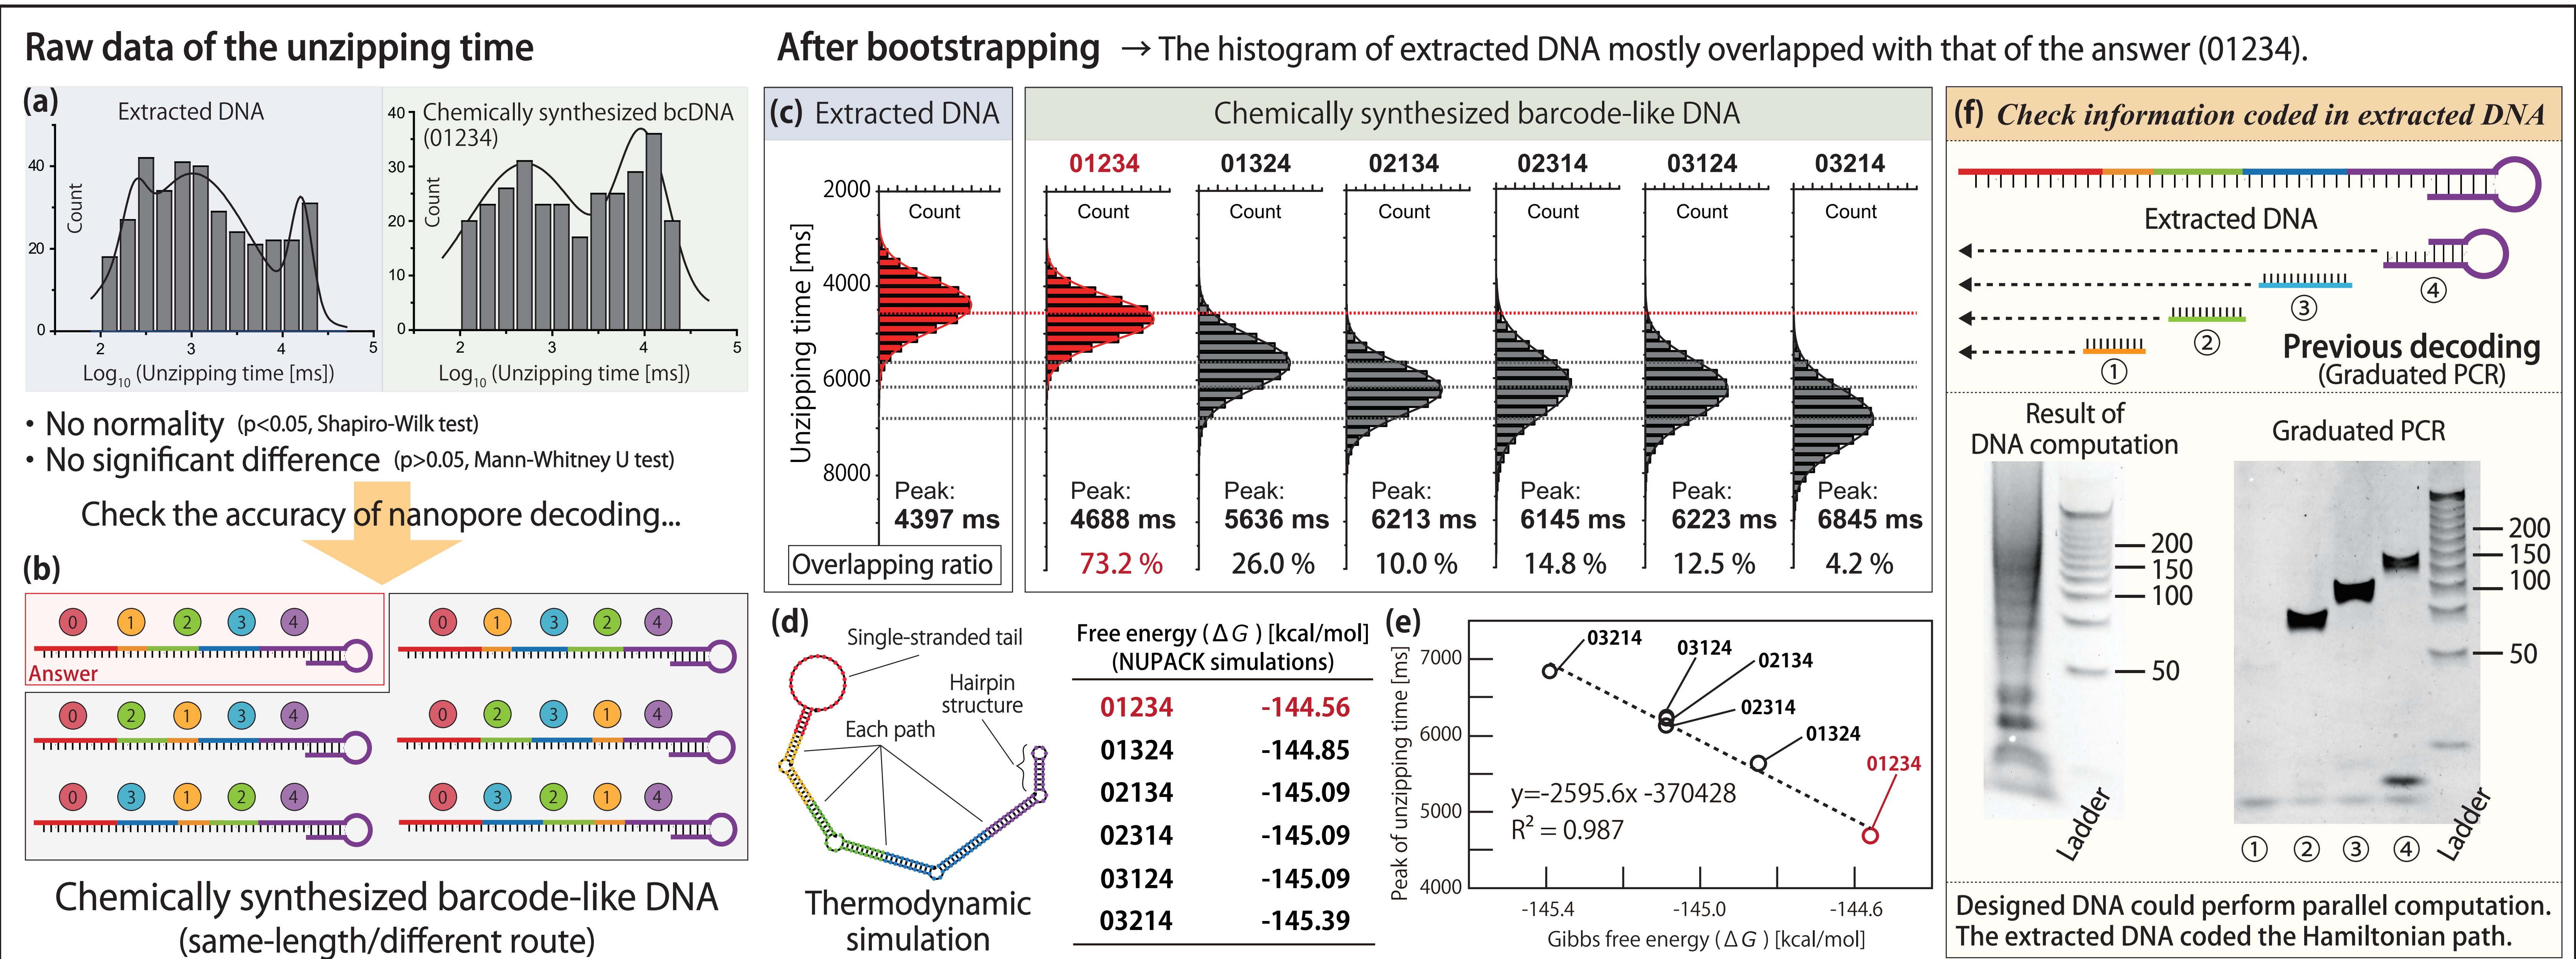 Raw data of the unzipping time
(a)
Extracted DNA
Count
40
20
0
2 3 4 5
Log10 (Unzipping time [ms])
Chemically synthesized bcDNA
(01234)
Count
40
30
20
10
0
2 3 4 5
Log10 (Unzipping time [ms])
• No normality (p<0.05, Shapiro-Wilk test)
• No significant difference (p>0.05, Mann-Whitney U test)
Check the accuracy of nanopore decoding...
(b)
0 1 2 3 4
Answer
0 1 3 2 4
0 2 1 3 4
0 2 3 1 4
0 3 1 2 4
0 3 2 1 4
Chemically synthesized barcode-like DNA
(same-length/different route)
After bootstrapping → The histogram of extracted DNA mostly overlapped with that of the answer (01234).
(c) Extracted DNA
Chemically synthesized barcode-like DNA
01234 01324 02134 02314 03124 03214
Unzipping time [ms]
2000
4000
6000
8000
Count Count Count Count Count Count Count
Peak: Peak: Peak: Peak: Peak: Peak: Peak:
4397 ms 4688 ms 5636 ms 6213 ms 6145 ms 6223 ms 6845 ms
Overlapping ratio 73.2 % 26.0 % 10.0 % 14.8 % 12.5 % 4.2 %
(d)
Single-stranded tail
Hairpin
structure
Each path
Thermodynamic
simulation
Free energy (ΔG) [kcal/mol]
(NUPACK simulations)
01234 -144.56
01324 -144.85
02134 -145.09
02314 -145.09
03124 -145.09
03214 -145.39
(e)
Peak of unzipping time [ms]
7000
6000
5000
4000
03214
03124
02134
02314
01324
01234
y=-2595.6x -370428
R² = 0.987
-145.4 -145.0 -144.6
Gibbs free energy (ΔG) [kcal/mol]
(f) Check information coded in extracted DNA
Extracted DNA
④
③
②
①
Previous decoding
(Graduated PCR)
Result of
DNA computation
200
150
100
50
Ladder
Graduated PCR
200
150
100
50
① ② ③ ④ Ladder
Designed DNA could perform parallel computation.
The extracted DNA coded the Hamiltonian path.